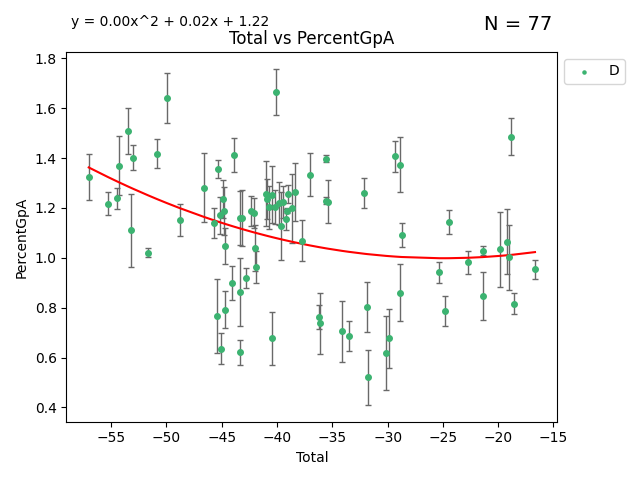 y = 0.00x^2 + 0.02x + 1.22
N = 77
Total vs PercentGpA
D
PercentGpA
1.8
1.6
1.4
1.2
1.0
0.8
0.6
0.4
−55 −50 −45 −40 −35 −30 −25 −20 −15
Total